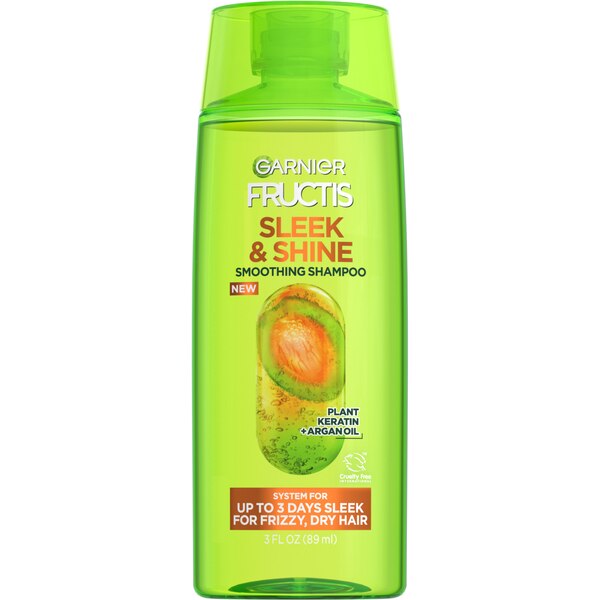 GARNIER
FRUCTIS
SLEEK
& SHINE
SMOOTHING SHAMPOO
NEW
PLANT
KERATIN
+ARGAN OIL
Cruelty Free
INTERNATIONAL
SYSTEM FOR
UP TO 3 DAYS SLEEK
FOR FRIZZY, DRY HAIR
3 FL OZ (89 ml)